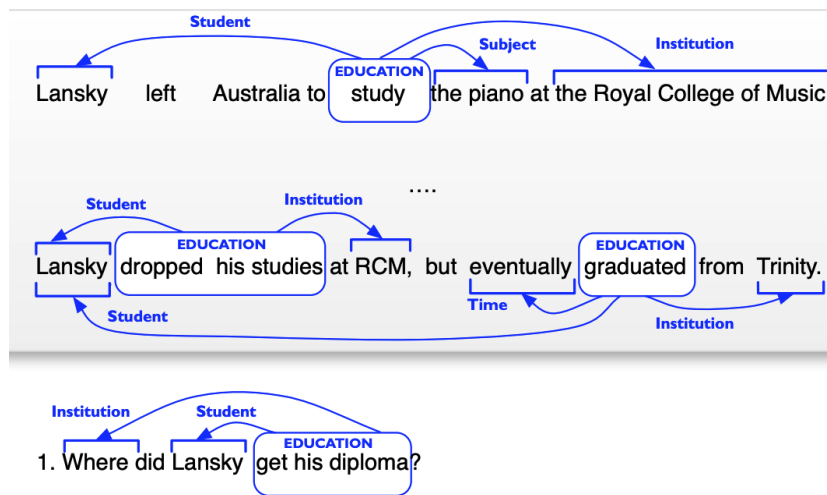 Student
Subject
Institution
EDUCATION
Lansky left Australia to study the piano at the Royal College of Music
....
Student
Institution
EDUCATION
EDUCATION
Lansky dropped his studies at RCM, but eventually graduated from Trinity.
Time
Student
Institution
Institution
Student
EDUCATION
1. Where did Lansky get his diploma?